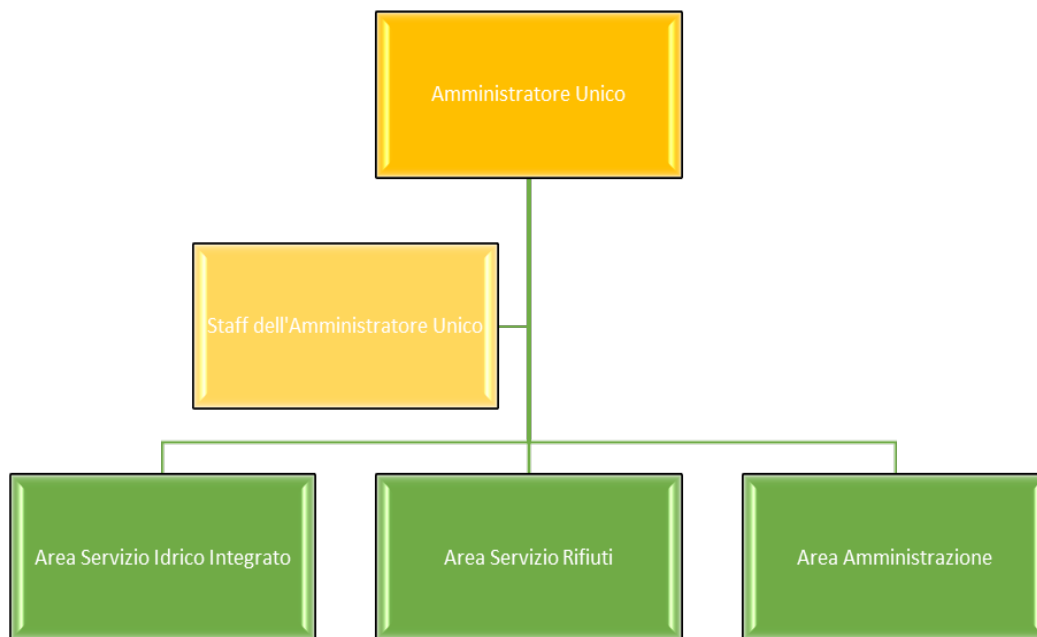 Amministratore Unico
Staff dell'Amministratore Unico
Area Servizio Idrico Integrato
Area Servizio Rifiuti
Area Amministrazione